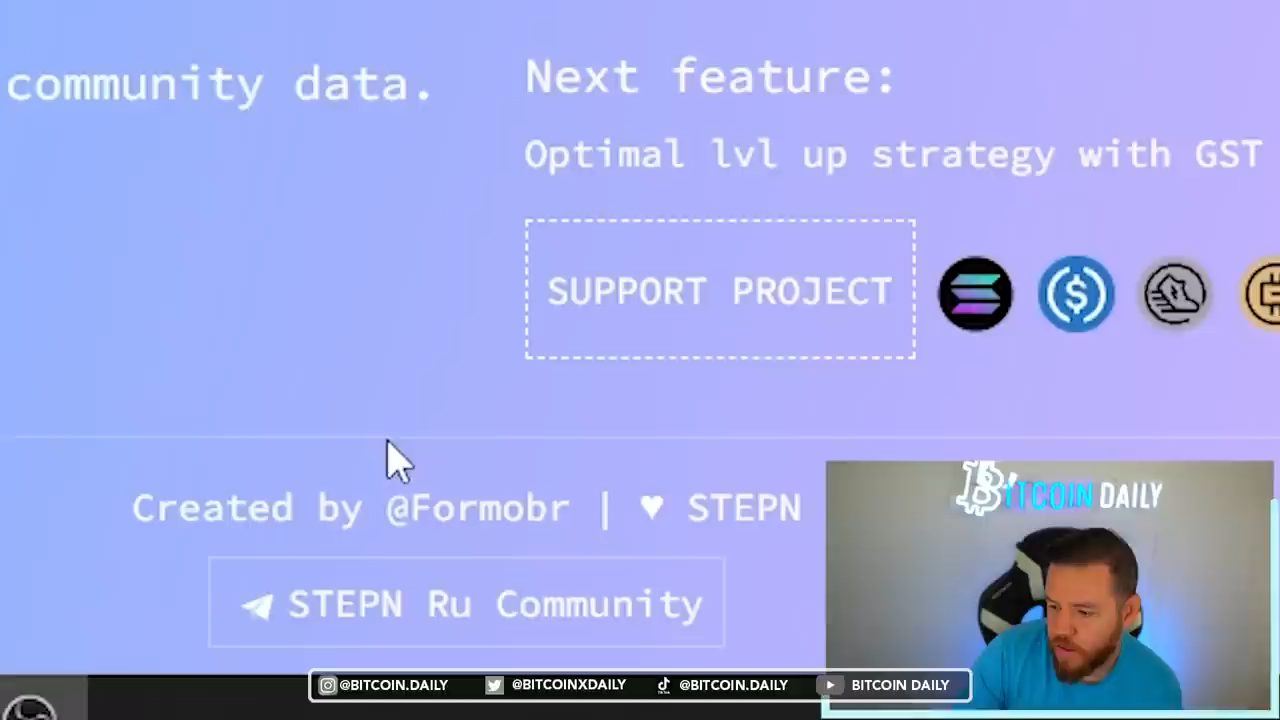 community data.
Next feature:
Optimal lvl up strategy with GST
SUPPORT PROJECT
Created by @Formobr | ♥ STEPN
STEPN Ru Community
BITCOIN DAILY
@BITCOIN.DAILY
@BITCOINXDAILY
@BITCOIN.DAILY
BITCOIN DAILY